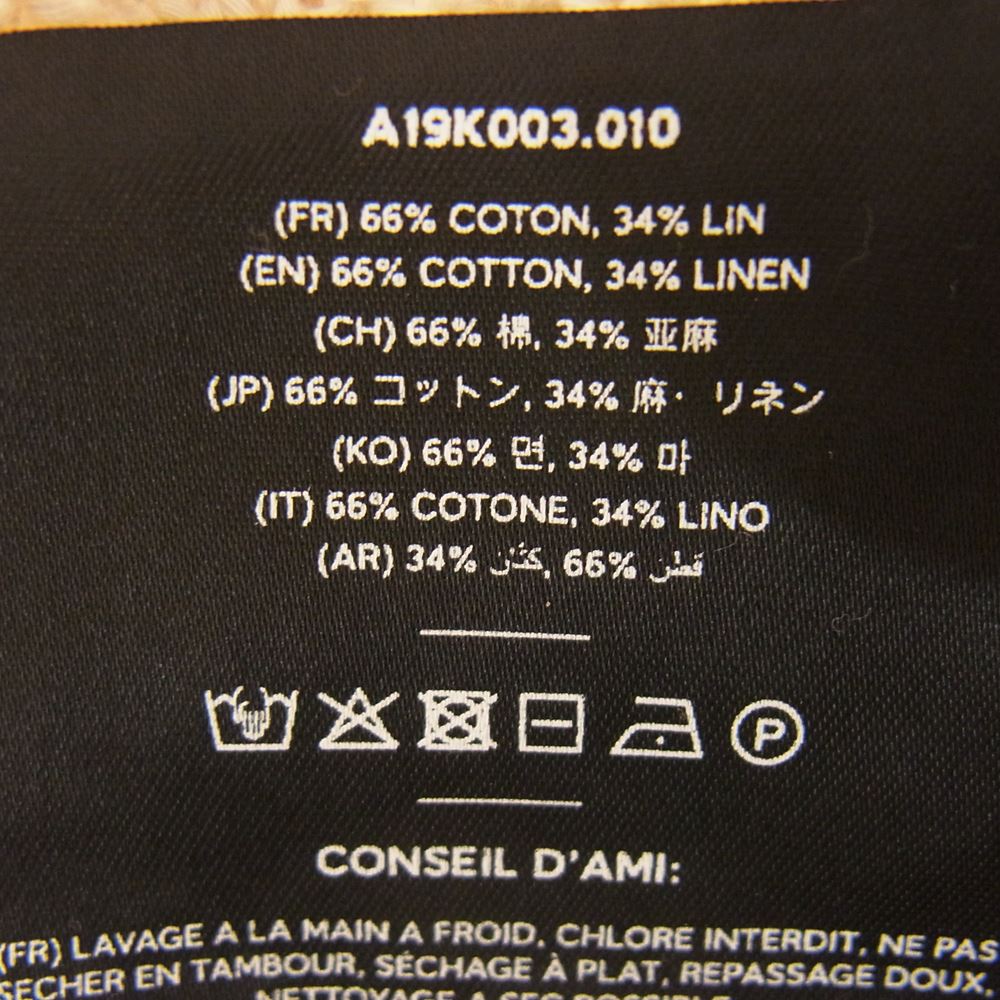 A19K003.010
(FR) 66% COTON, 34% LIN
(EN) 66% COTTON, 34% LINEN
(CH) 66% 棉, 34% 亚麻
(JP) 66% コットン, 34% 麻・ リネン
(KO) 66% 면, 34% 마
(IT) 66% COTONE, 34% LINO
(AR) 34% كتان, 66% قطن
P
CONSEIL D'AMI:
(FR) LAVAGE A LA MAIN A FROID. CHLORE INTERDIT, NE PAS
SECHER EN TAMBOUR, SÉCHAGE À PLAT, REPASSAGE DOUX,
NETTOYAGE A SEC POSSIBLE